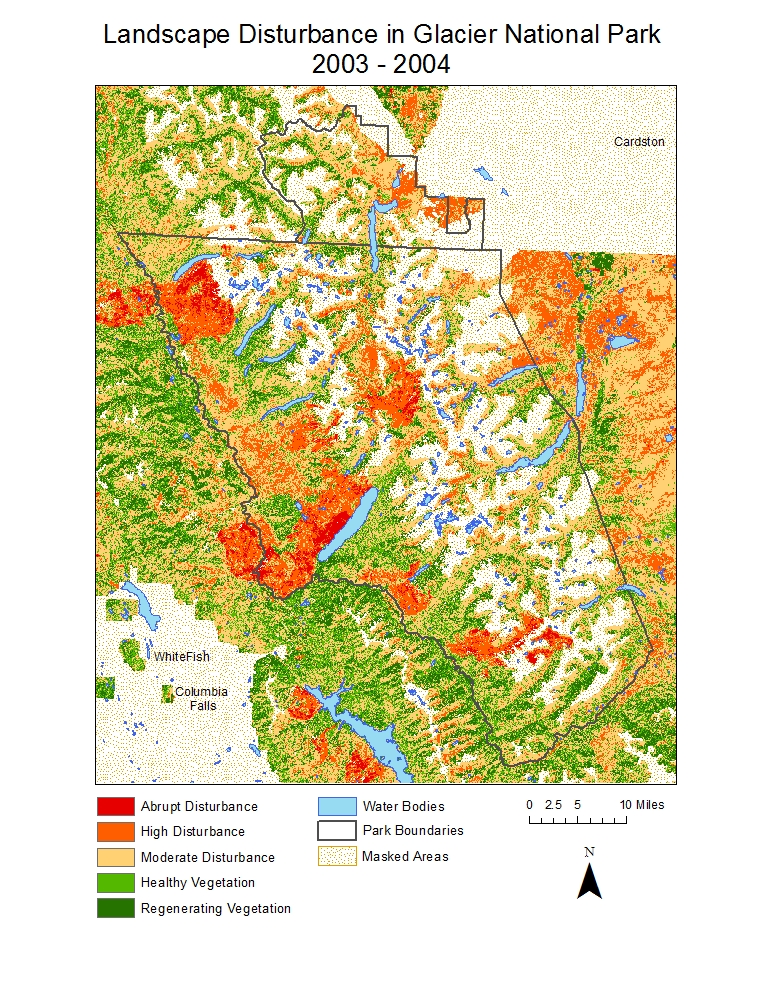 Landscape Disturbance in Glacier National Park
2003 - 2004
Cardston
WhiteFish
Columbia
Falls
Abrupt Disturbance
High Disturbance
Moderate Disturbance
Healthy Vegetation
Regenerating Vegetation
Water Bodies
Park Boundaries
Masked Areas
0 2.5 5 10 Miles
N